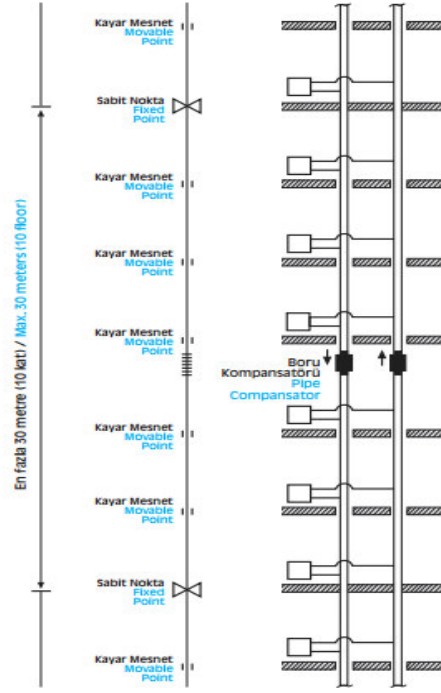 Kayar Mesnet
Movable
Point
Sabit Nokta
Fixed
Point
Kayar Mesnet
Movable
Point
Kayar Mesnet
Movable
Point
Kayar Mesnet
Movable
Point
En fazla 30 metre (10 kat) / Max. 30 meters (10 floor)
Boru
Kompansatörü
Pipe
Compansator
Kayar Mesnet
Movable
Point
Kayar Mesnet
Movable
Point
Sabit Nokta
Fixed
Point
Kayar Mesnet
Movable
Point